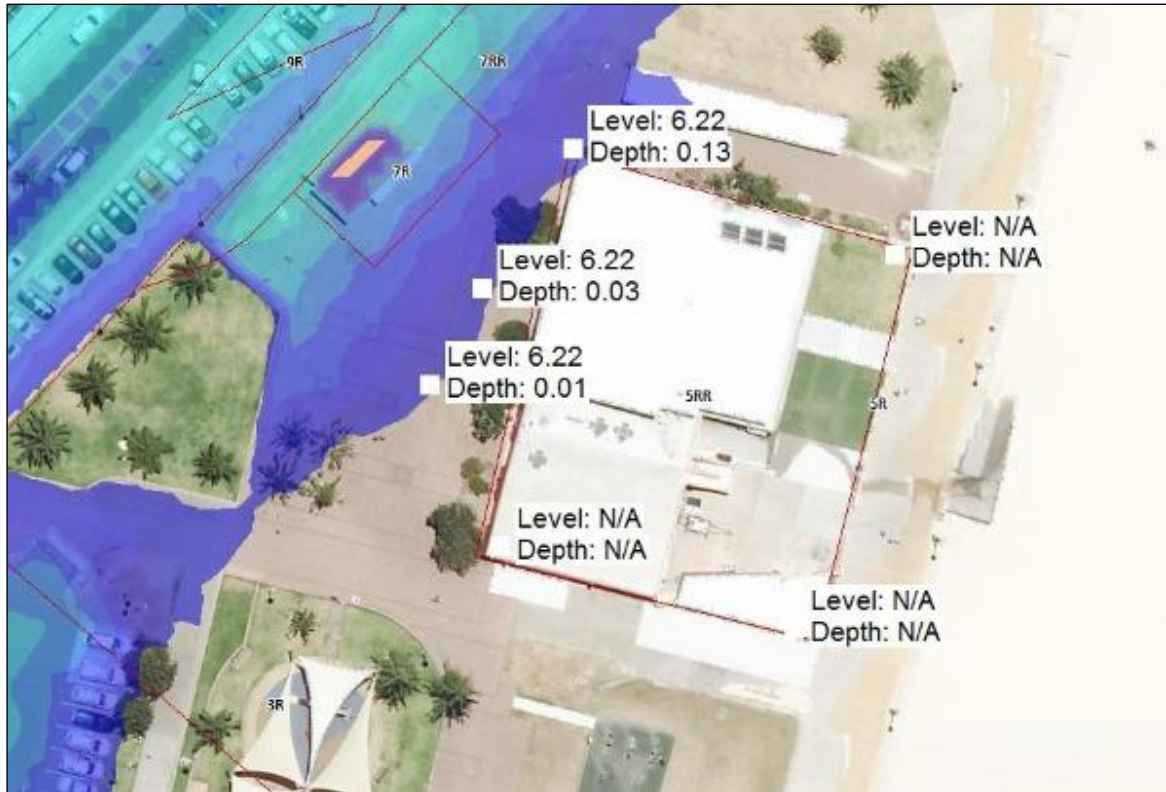 9R
7RR
Level: 6.22
Depth: 0.13
7R
Level: N/A
Depth: N/A
Level: 6.22
Depth: 0.03
Level: 6.22
Depth: 0.01
5RR
5R
Level: N/A
Depth: N/A
Level: N/A
Depth: N/A
3R